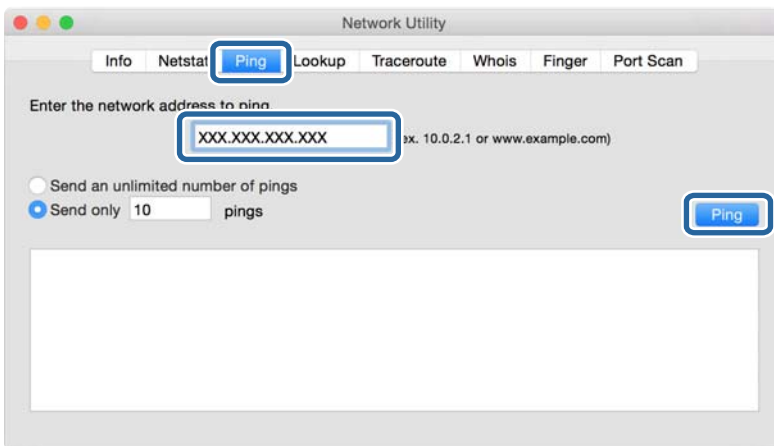 Network Utility
Info Netstat Ping Lookup Traceroute Whois Finger Port Scan
Enter the network address to ping.
XXX.XXX.XXX.XXX ex. 10.0.2.1 or www.example.com)
Send an unlimited number of pings
Send only 10 pings
Ping